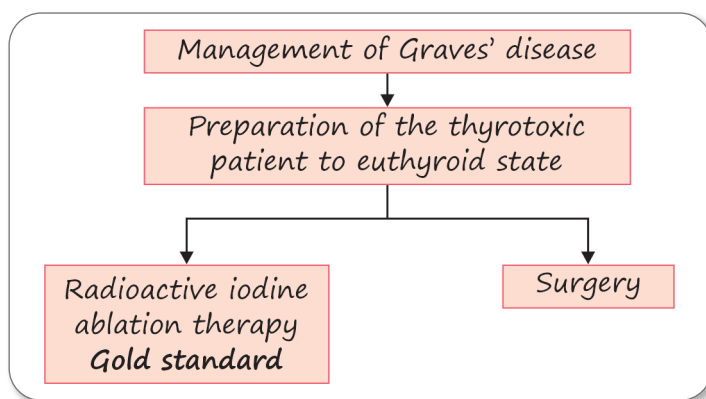 Management of Graves’ disease
Preparation of the thyrotoxic
patient to euthyroid state
Radioactive iodine
ablation therapy
Gold standard
Surgery